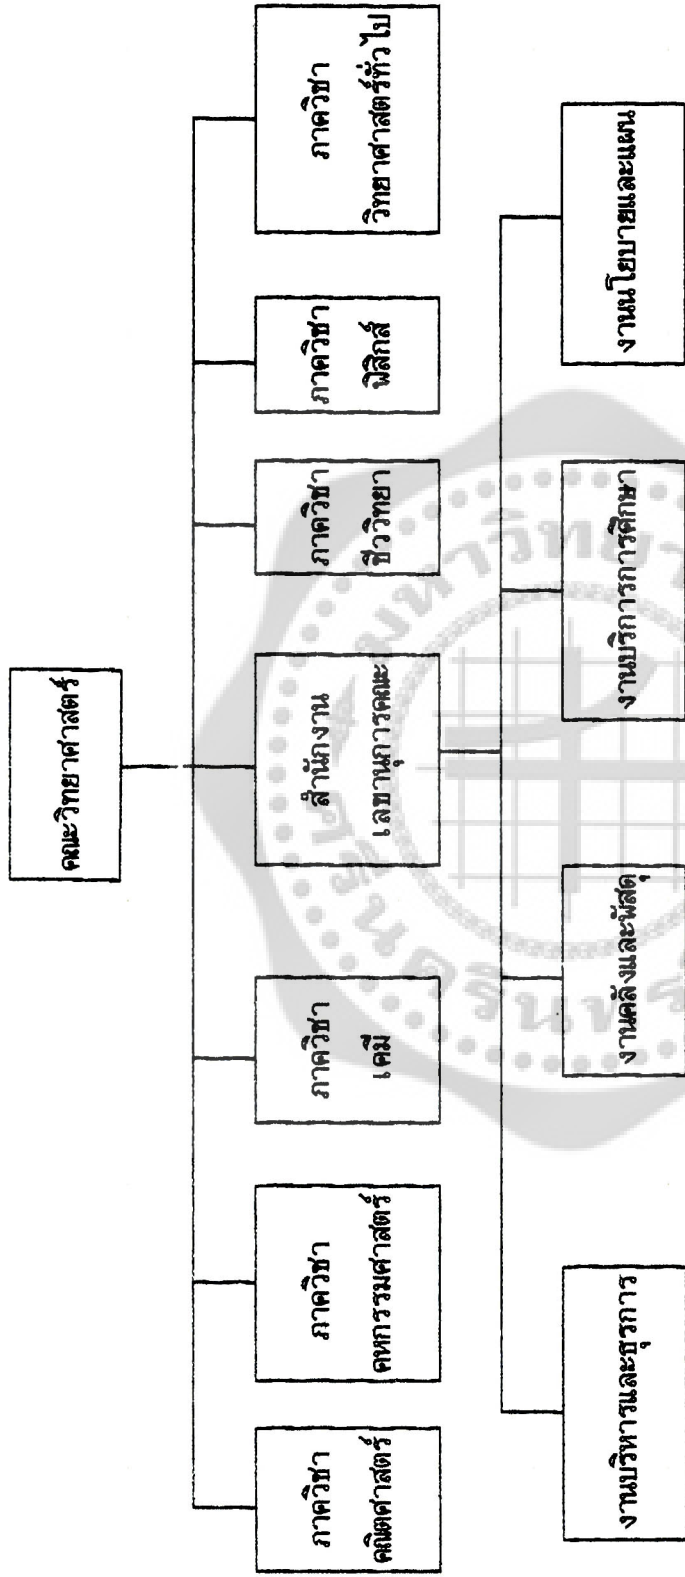 คณะวิทยาศาสตร์
ภาควิชา
คณิตศาสตร์
ภาควิชา
คหกรรมศาสตร์
ภาควิชา
เคมี
สำนักงาน
เลขานุการคณะ
ภาควิชา
ชีววิทยา
ภาควิชา
ฟิสิกส์
ภาควิชา
วิทยาศาสตร์ทั่วไป
งานบริหารและธุรการ
งานคลังและพัสดุ
งานบริการการศึกษา
งานนโยบายและแผน